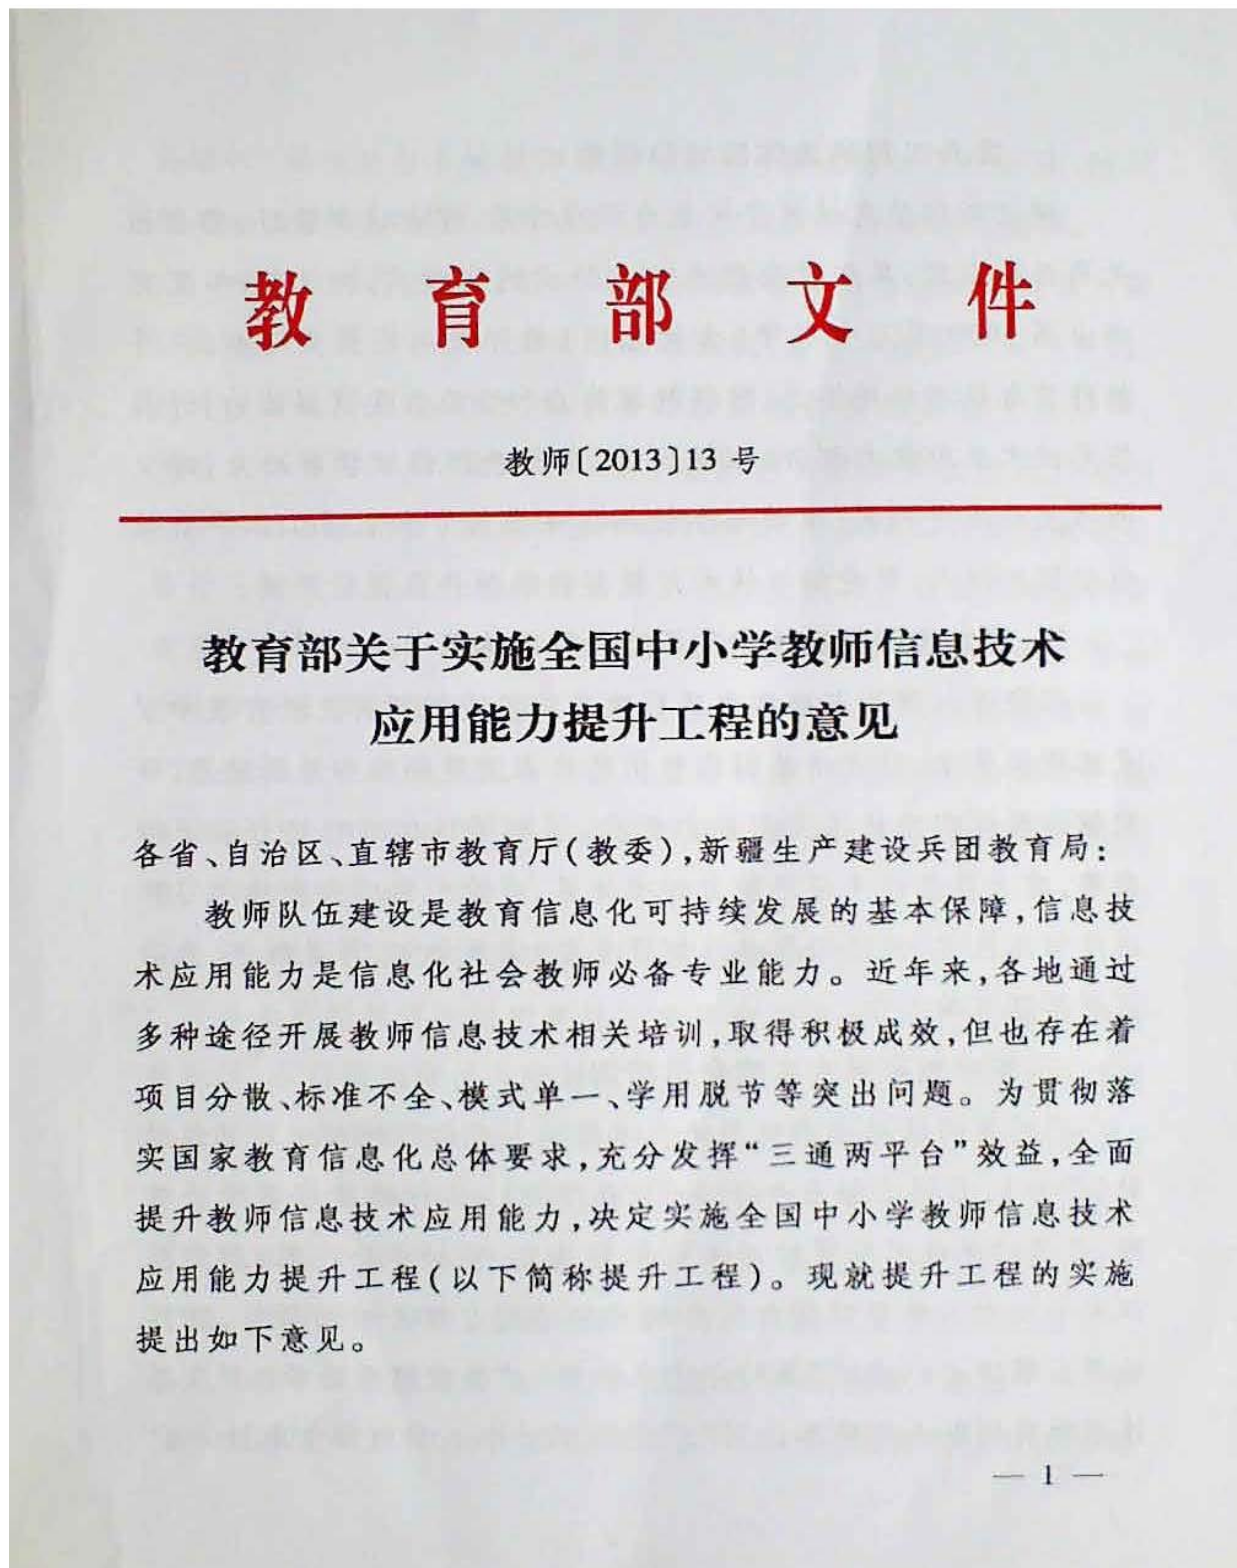 教育部文件
教师〔2013〕13号
教育部关于实施全国中小学教师信息技术
应用能力提升工程的意见
各省、自治区、直辖市教育厅(教委),新疆生产建设兵团教育局:
教师队伍建设是教育信息化可持续发展的基本保障,信息技
术应用能力是信息化社会教师必备专业能力。近年来,各地通过
多种途径开展教师信息技术相关培训,取得积极成效,但也存在着
项目分散、标准不全、模式单一、学用脱节等突出问题。为贯彻落
实国家教育信息化总体要求,充分发挥“三通两平台”效益,全面
提升教师信息技术应用能力,决定实施全国中小学教师信息技术
应用能力提升工程(以下简称提升工程)。现就提升工程的实施
提出如下意见。
— 1 —